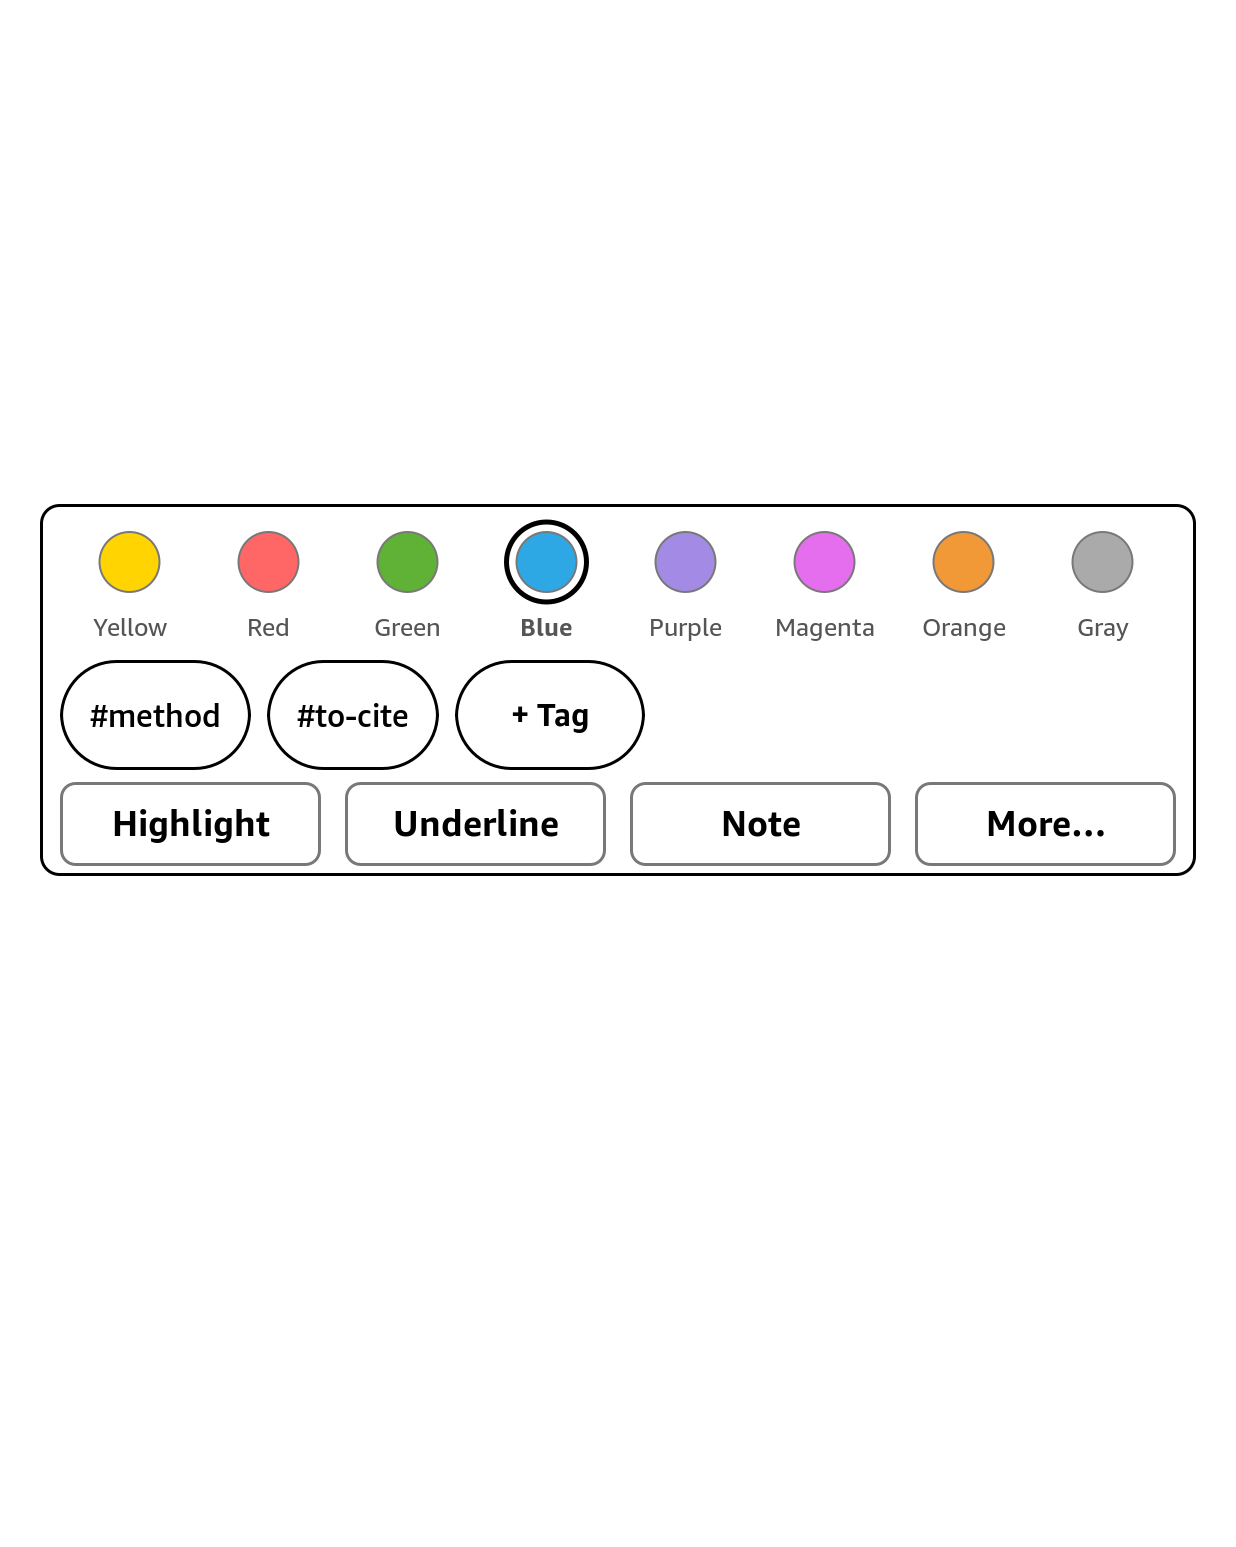 Yellow Red Green Blue Purple Magenta Orange Gray
#method #to-cite + Tag
Highlight Underline Note More...